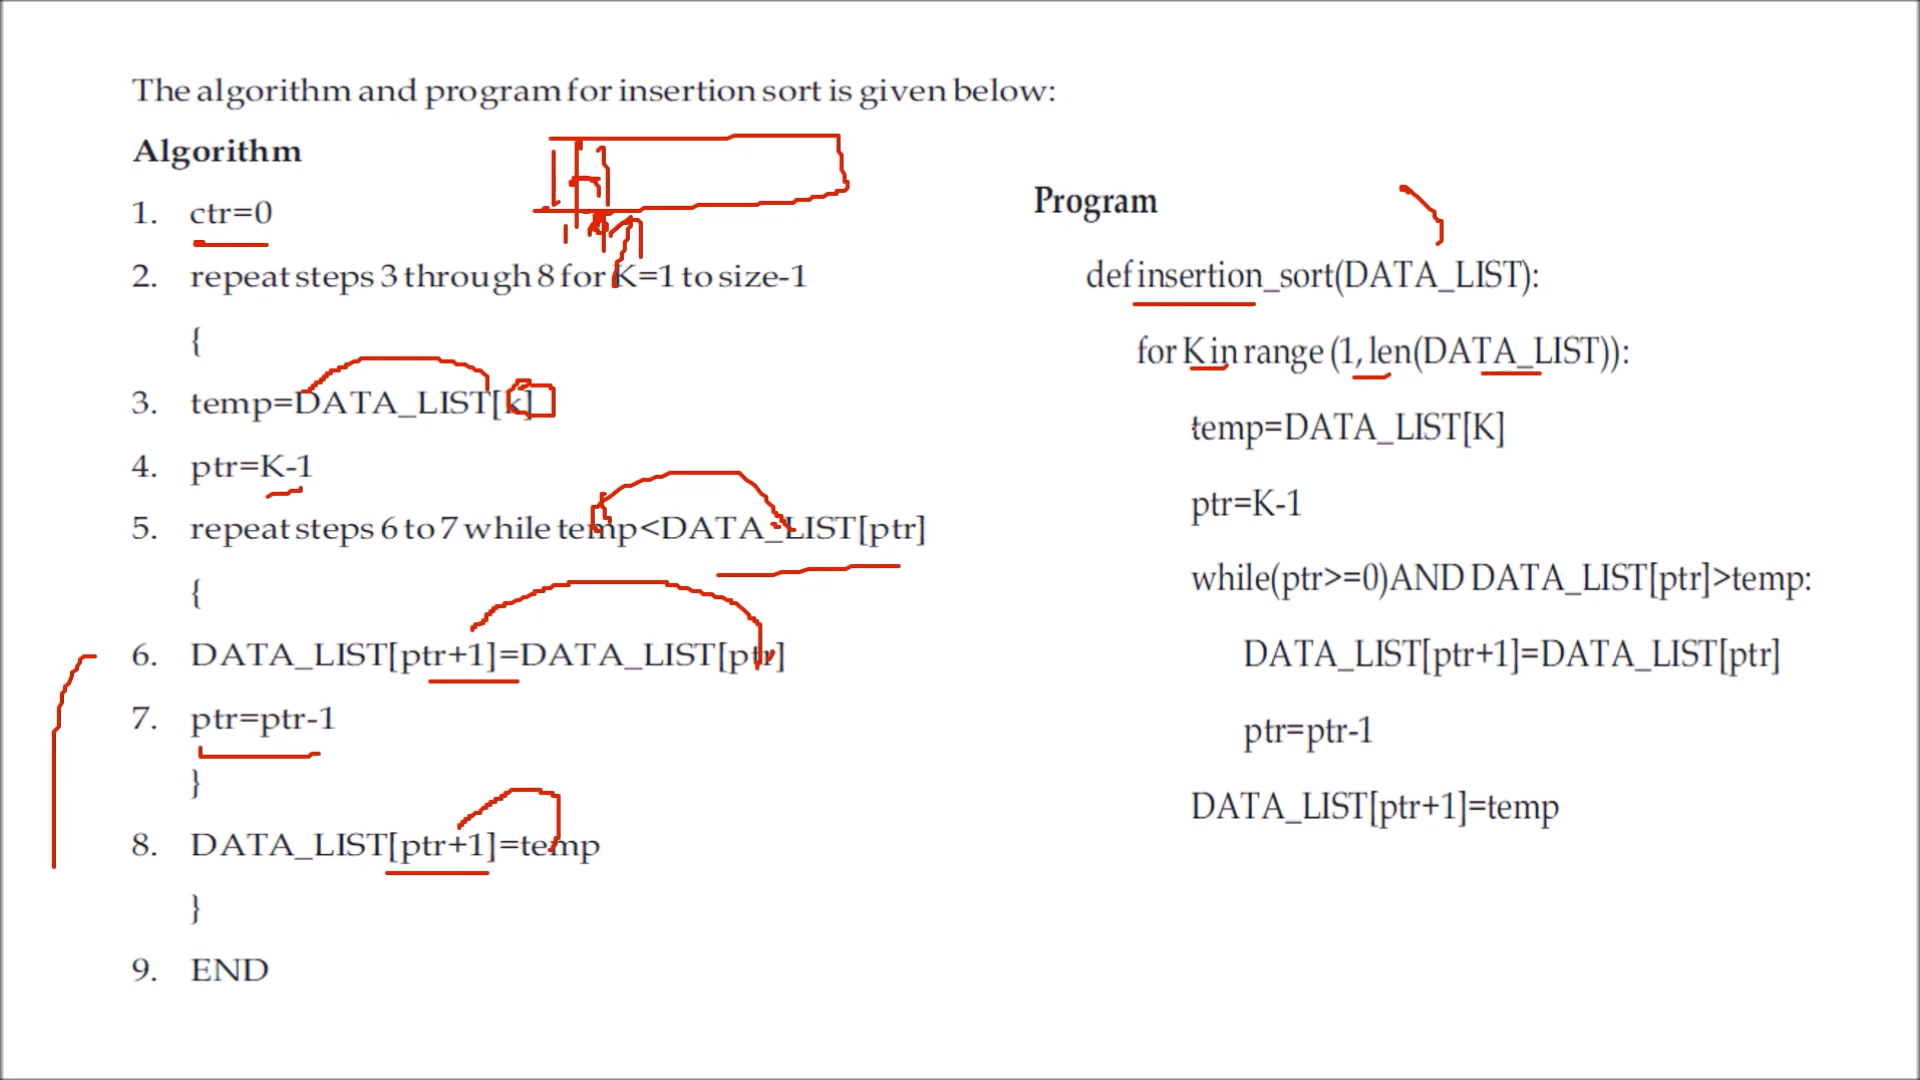 The algorithm and program for insertion sort is given below:
Algorithm
1. ctr=0
2. repeat steps 3 through 8 for K=1 to size-1
{
3. temp=DATA_LIST[k]
4. ptr=K-1
5. repeat steps 6 to 7 while temp<DATA_LIST[ptr]
{
6. DATA_LIST[ptr+1]=DATA_LIST[ptr]
7. ptr=ptr-1
}
8. DATA_LIST[ptr+1]=temp
}
9. END
Program
def insertion_sort(DATA_LIST):
for K in range (1, len(DATA_LIST)):
temp=DATA_LIST[K]
ptr=K-1
while(ptr>=0)AND DATA_LIST[ptr]>temp:
DATA_LIST[ptr+1]=DATA_LIST[ptr]
ptr=ptr-1
DATA_LIST[ptr+1]=temp